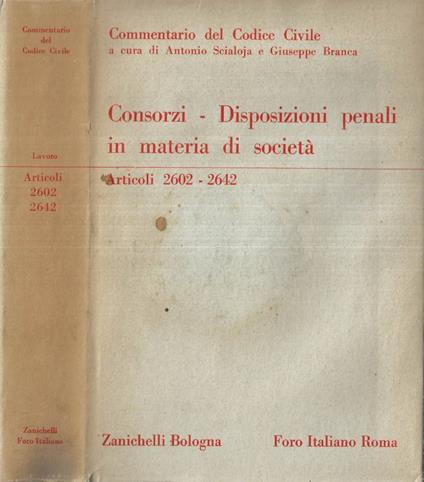 Commentario
del
Codice Civile
Lavoro
Articoli
2602
2642
Zanichelli
Foro Italiano
Commentario del Codice Civile
a cura di Antonio Scialoja e Giuseppe Branca
Consorzi - Disposizioni penali
in materia di società
Articoli 2602 - 2642
Zanichelli Bologna
Foro Italiano Roma